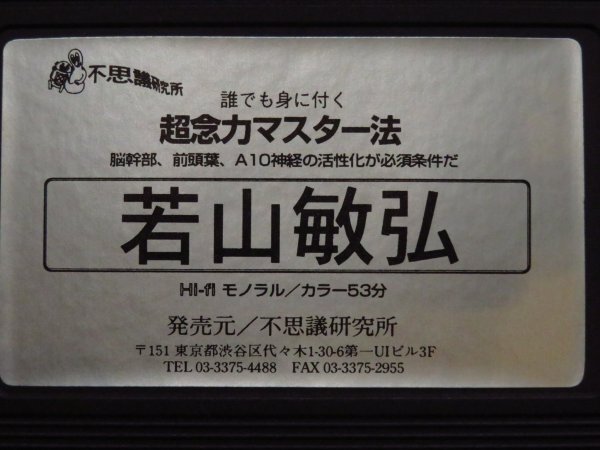 不思議研究所
誰でも身に付く
超念力マスター法
脳幹部、前頭葉、A10神経の活性化が必須条件だ
若山敏弘
Hi-fi モノラル／カラー53分
発売元／不思議研究所
〒151 東京都渋谷区代々木1-30-6第一UIビル3F
TEL 03-3375-4488 FAX 03-3375-2955